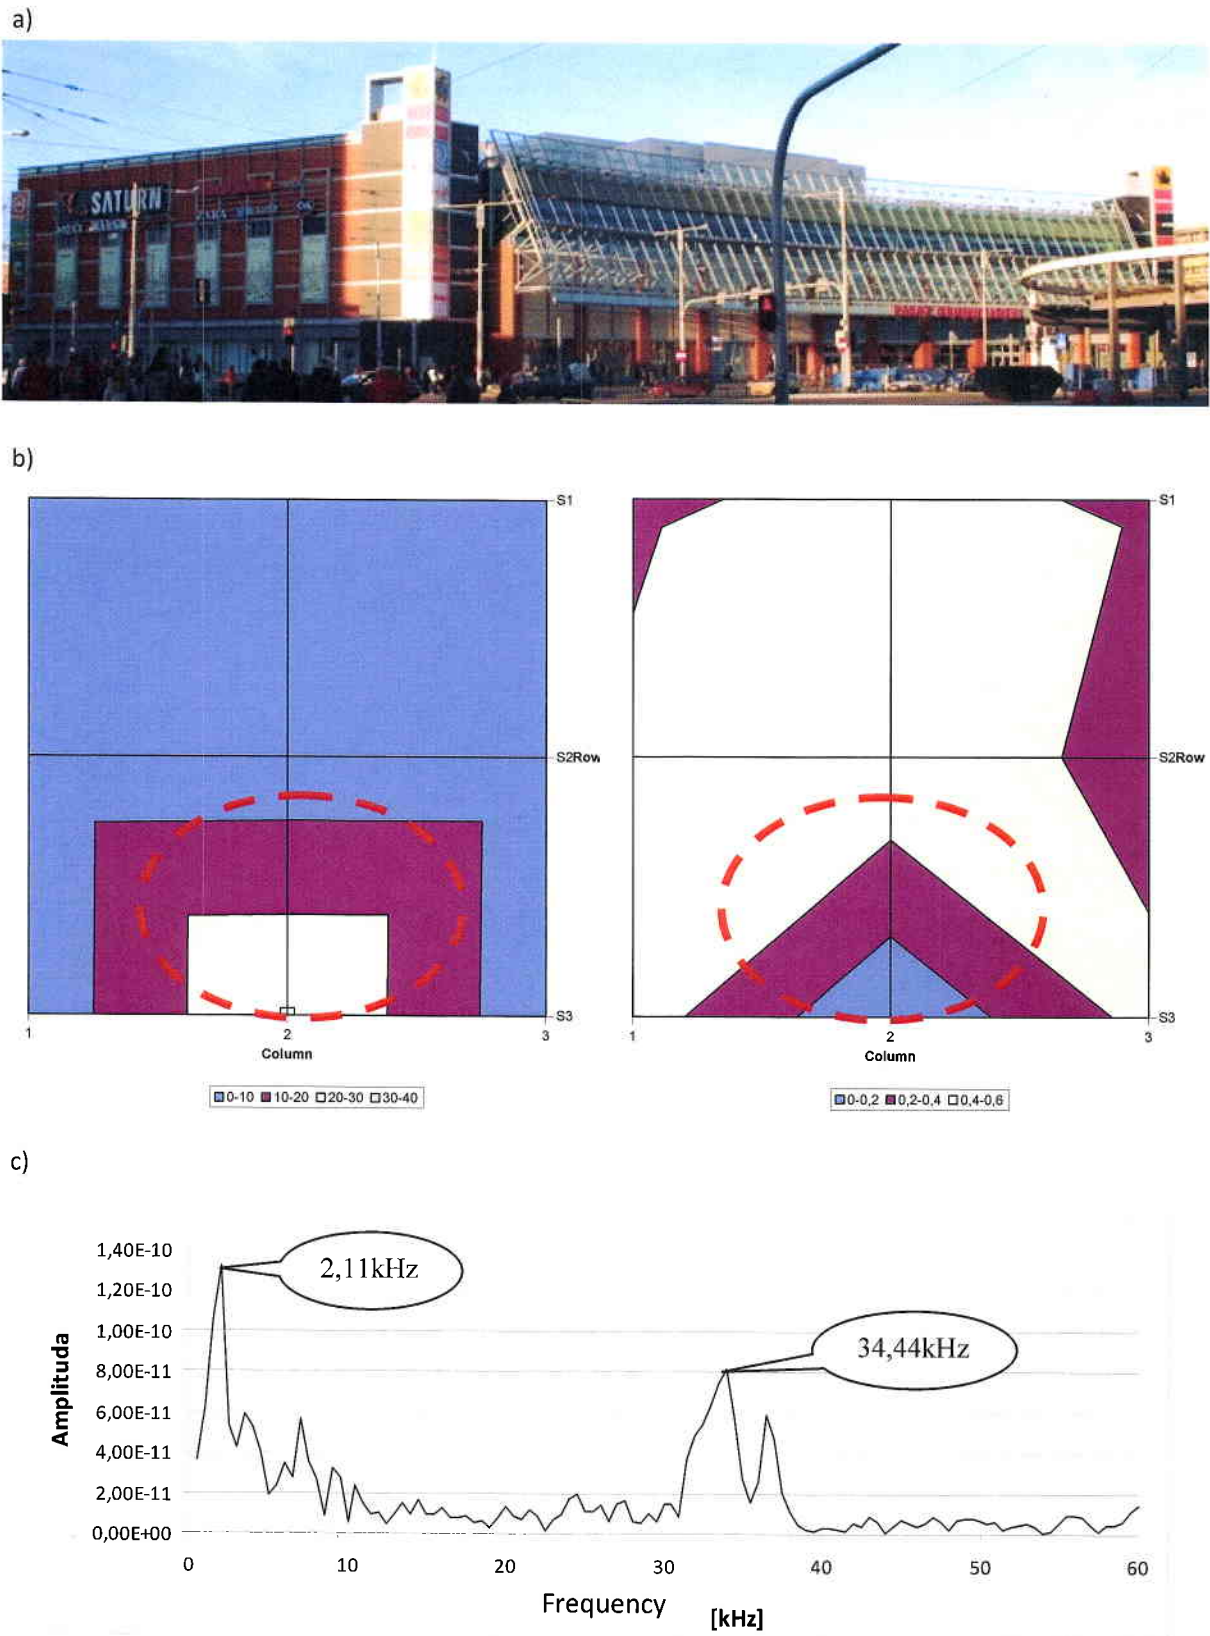 a)
SATURN
ZARA
b)
S1
S2Row
S3
1 2 3
Column
0-10 10-20 20-30 30-40
S1
S2Row
S3
1 2 3
Column
0-0,2 0,2-0,4 0,4-0,6
c)
Amplituda
1,40E-10
1,20E-10
1,00E-10
8,00E-11
6,00E-11
4,00E-11
2,00E-11
0,00E+00
2,11kHz
34,44kHz
0 10 20 30 40 50 60
Frequency [kHz]